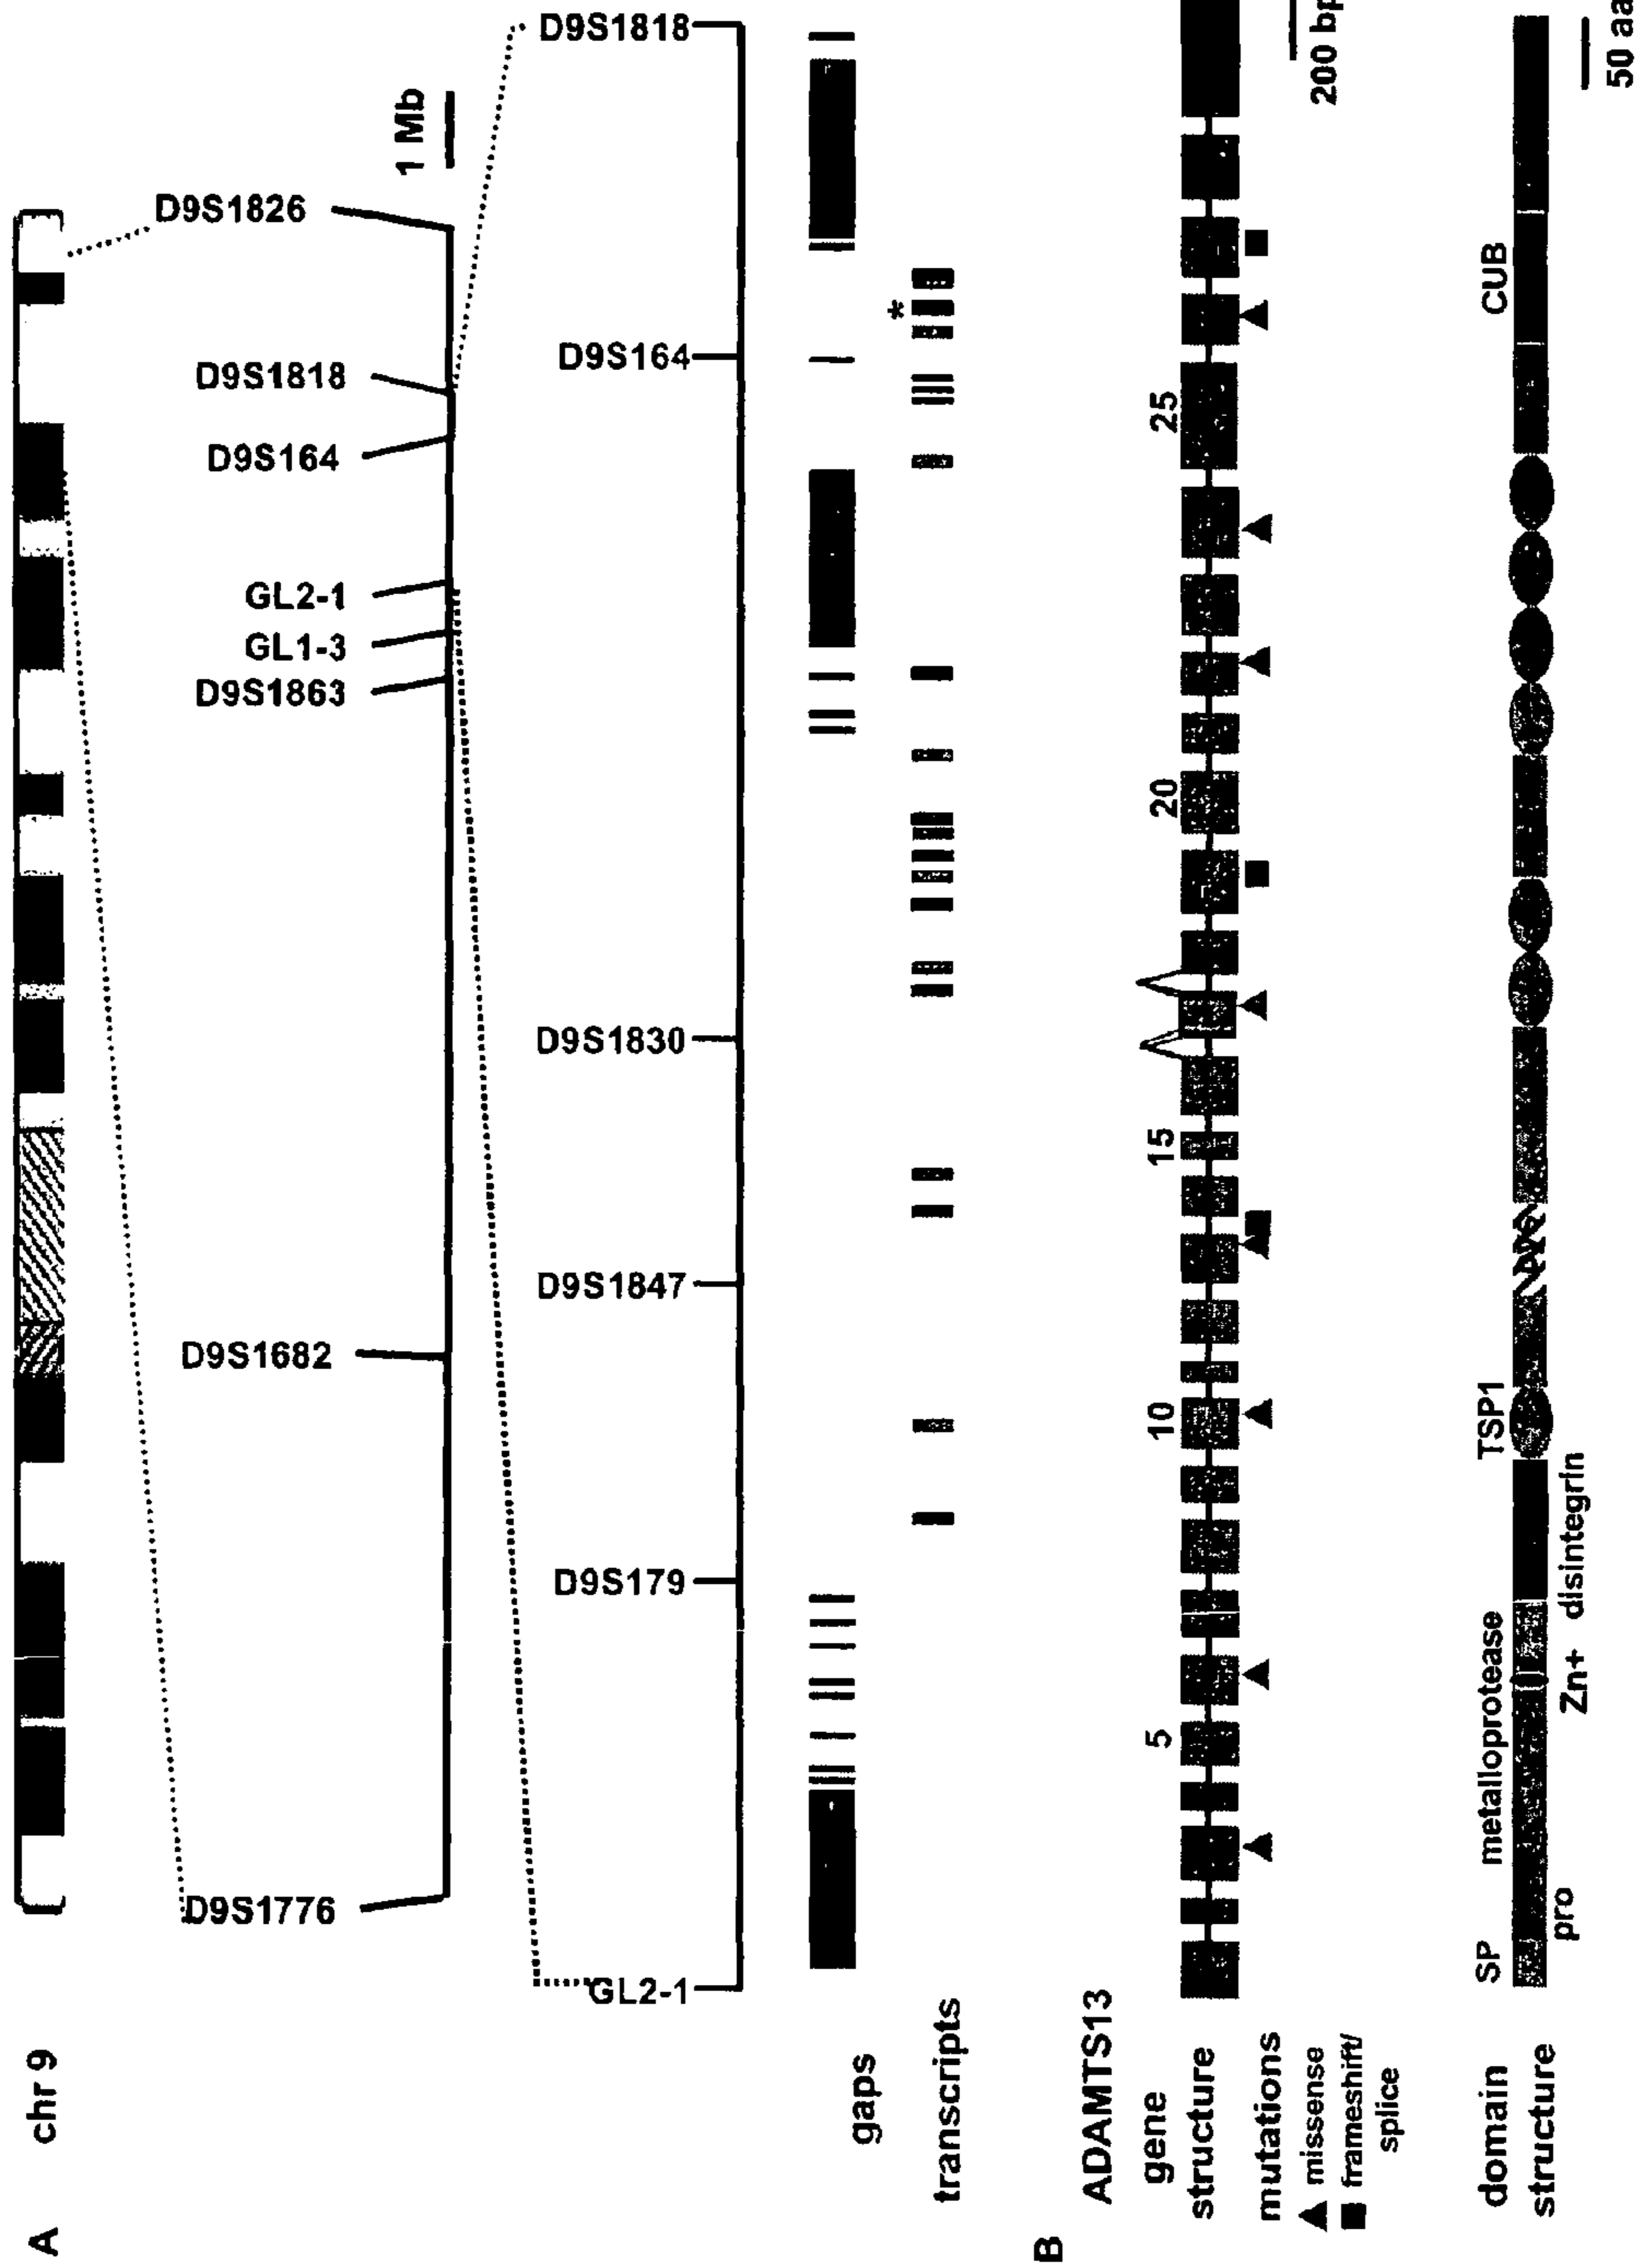 A chr 9
D9S1776
D9S1682
D9S1863
GL1-3
GL2-1
D9S164
D9S1818
D9S1826
1 Mb
GL2-1
D9S179
D9S1847
D9S1830
D9S164
D9S1818
gaps
transcripts
*
B
ADAMTS13
gene
structure
5 10 15 20 25
200 bp
mutations
▲ missense
■ frameshift/
splice
domain
structure
SP metalloprotease TSP1 CUB
pro Zn+ disintegrin
50 aa